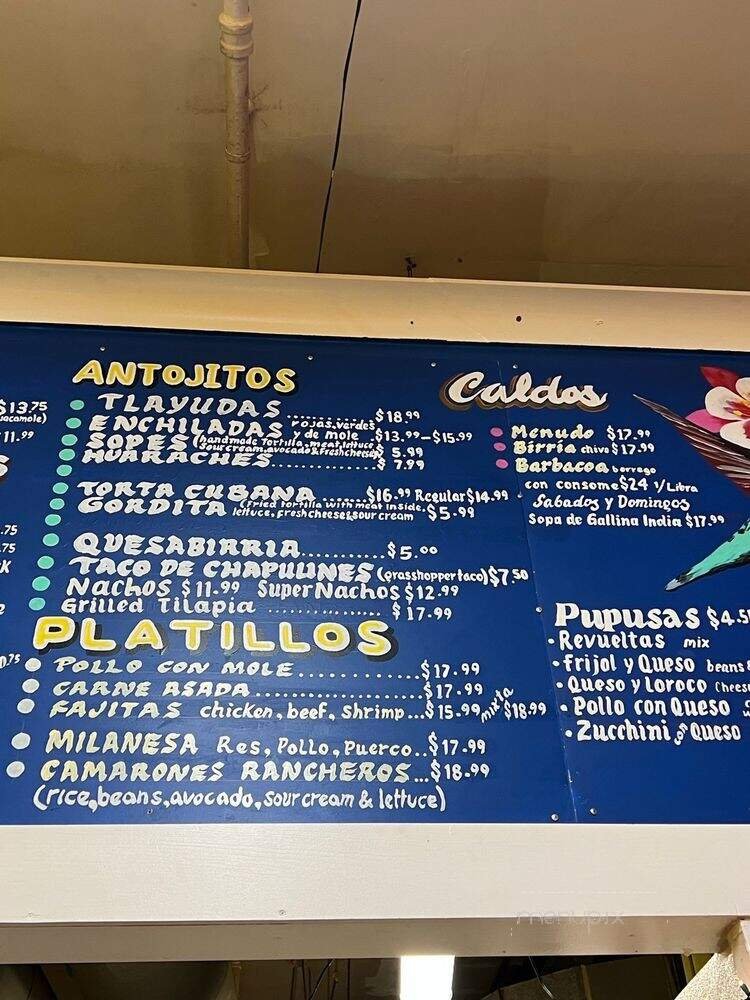 $13.75
11.99
.75
.75
ANTOJITOS
TLAYUDAS $18.99
ENCHILADAS rojas, verdes y de mole $13.99-$15.99
SOPES (handmade Tortilla, meat, lettuce, sour cream, avocado & fresh cheese) $5.99
HUARACHES $7.99
TORTA CUBANA $16.99 Regular $14.99
GORDITA (Fried tortilla with meat inside, lettuce, fresh cheese & sour cream $5.99
QUESABIRRIA $5.00
TACO DE CHAPULINES (grasshopper taco) $7.50
Nachos $11.99 Super Nachos $12.99
Grilled Tilapia $17.99
PLATILLOS
POLLO CON MOLE $17.99
CARNE ASADA $17.99
FAJITAS chicken, beef, Shrimp...$15.99 mixta $18.99
MILANESA Res, Pollo, Puerco..$17.99
CAMARONES RANCHEROS...$18.99
(rice, beans, avocado, sour cream & lettuce)
Caldos
Menudo $17.99
Birria chivo $17.99
Barbacoa borrego
con consome $24 1/Libra
Sabados y Domingos
Sopa de Gallina India $17.99
Pupusas $4.5
Revueltas mix
frijol y Queso beans
Queso y Loroco
Pollo con Queso
Zucchini con Queso
menupix